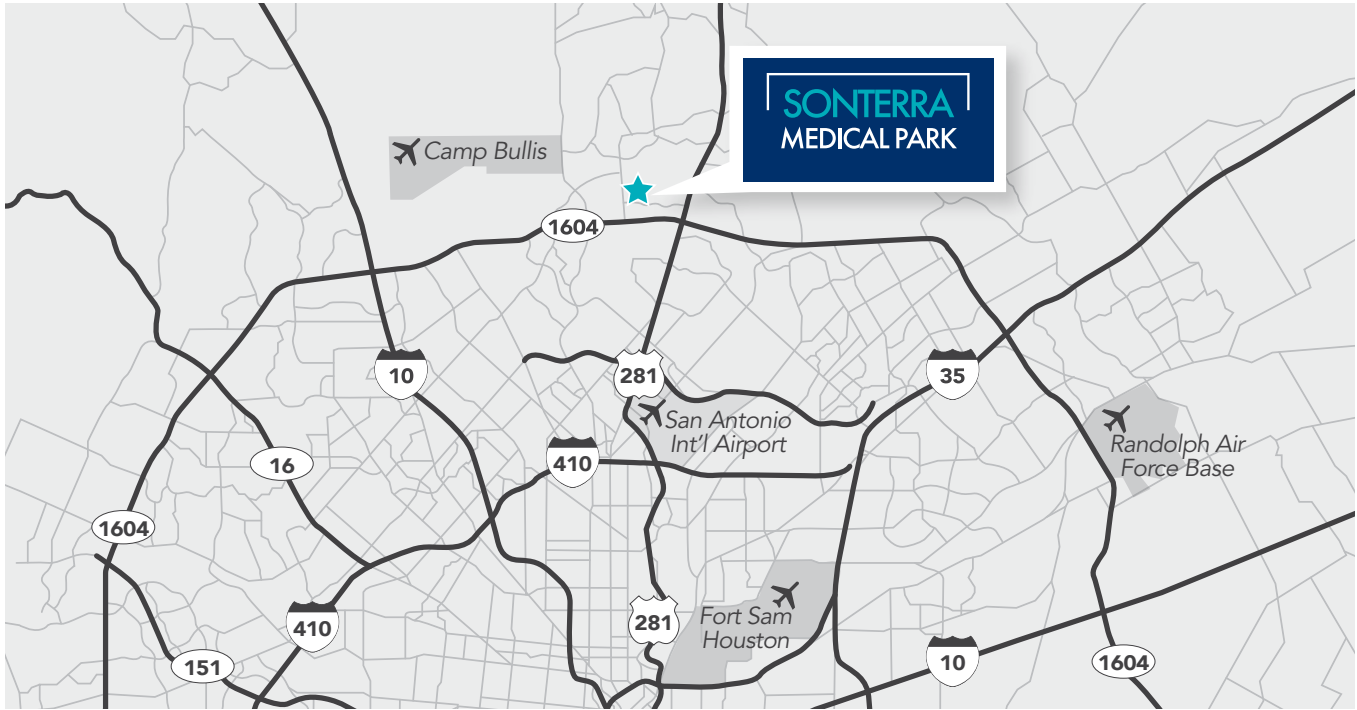 SONTERRA
MEDICAL PARK
Camp Bullis
1604
10
281
35
San Antonio
Int'l Airport
Randolph Air
Force Base
410
16
1604
Fort Sam
Houston
281
410
151
10
1604